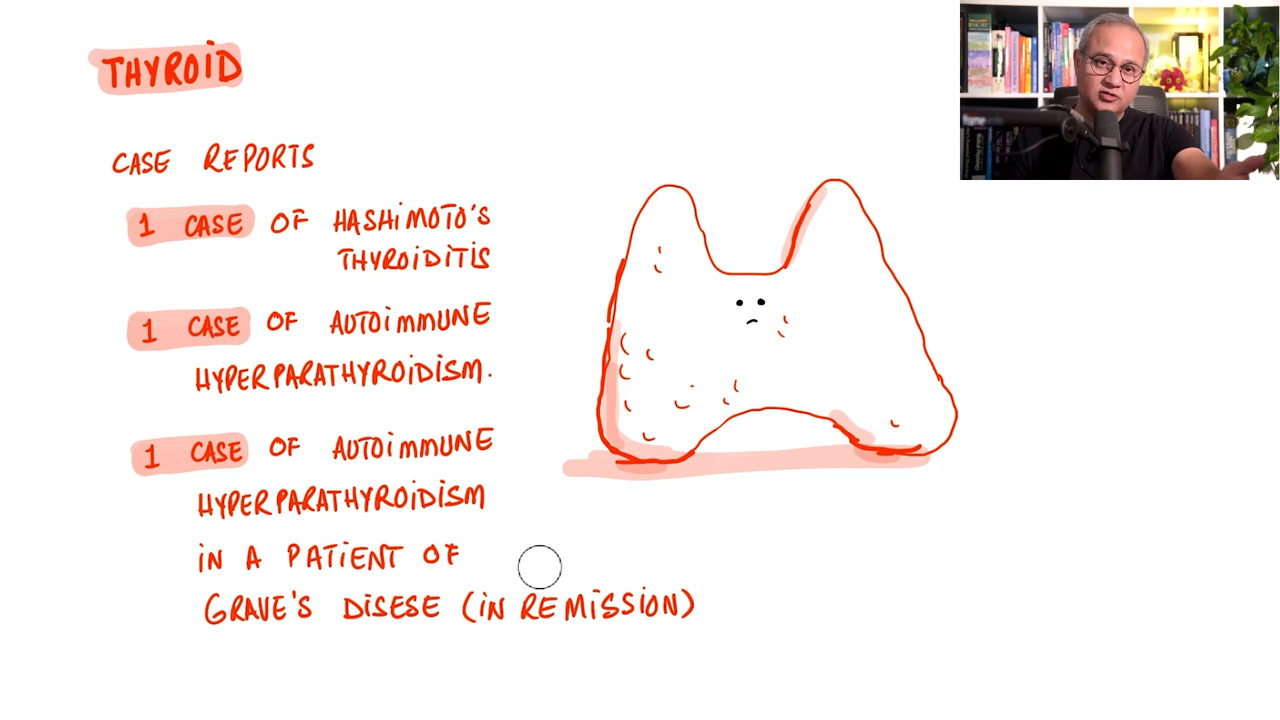 THYROID
CASE REPORTS
1 CASE OF HASHIMOTO'S
THYROIDITIS
1 CASE OF AUTOIMMUNE
HYPERPARATHYROIDISM.
1 CASE OF AUTOIMMUNE
HYPERPARATHYROIDISM
IN A PATIENT OF
GRAVE'S DISESE (IN REMISSION)